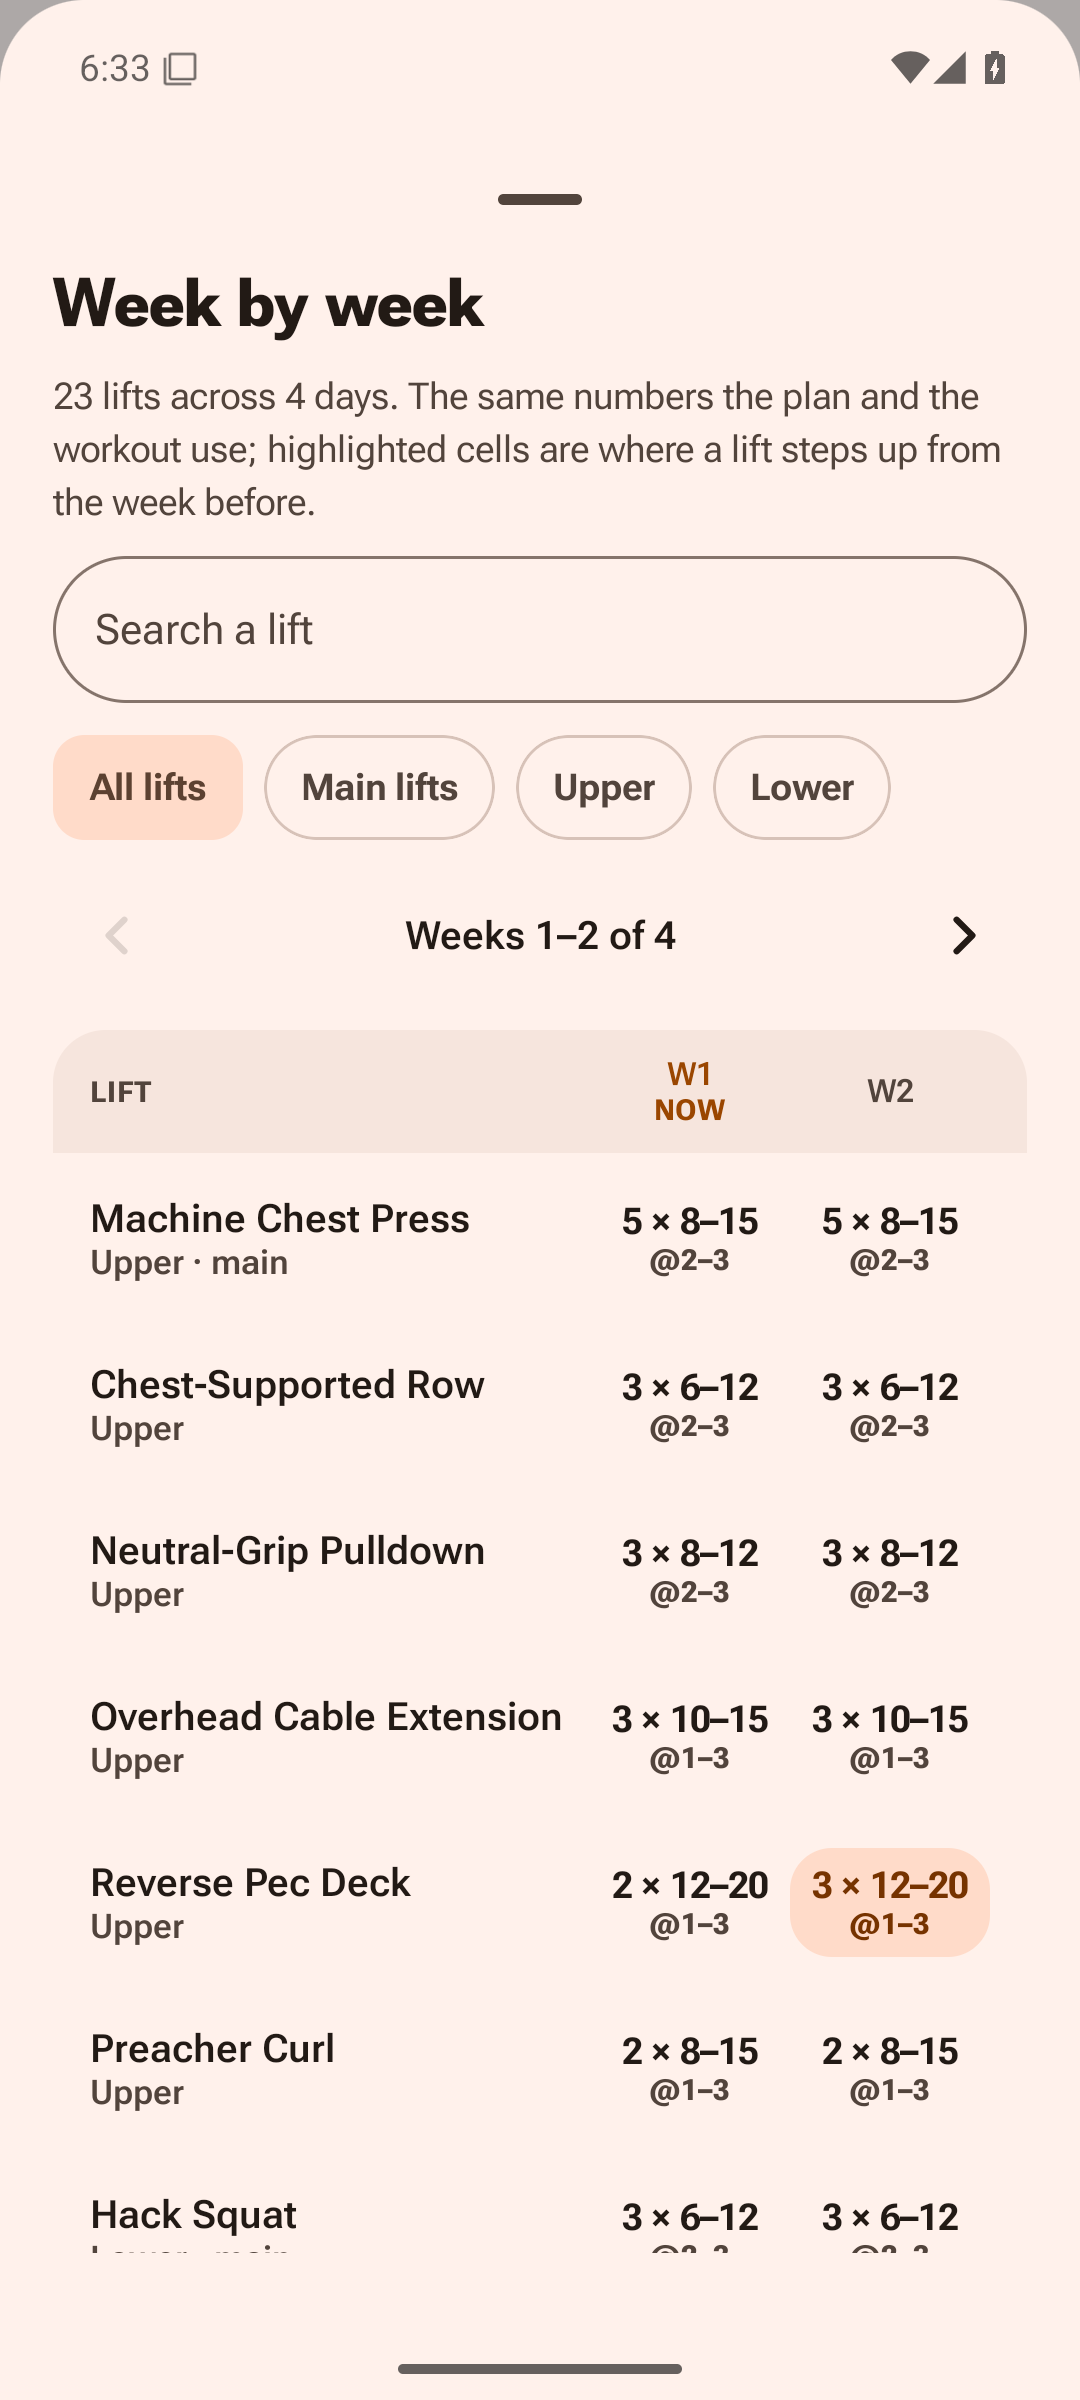 6:33
Week by week
23 lifts across 4 days. The same numbers the plan and the
workout use; highlighted cells are where a lift steps up from
the week before.
Search a lift
All lifts
Main lifts
Upper
Lower
Weeks 1–2 of 4
LIFT
W1
NOW
W2
Machine Chest Press
5 × 8–15
5 × 8–15
Upper · main
@2–3
@2–3
Chest-Supported Row
3 × 6–12
3 × 6–12
Upper
@2–3
@2–3
Neutral-Grip Pulldown
3 × 8–12
3 × 8–12
Upper
@2–3
@2–3
Overhead Cable Extension
3 × 10–15
3 × 10–15
Upper
@1–3
@1–3
Reverse Pec Deck
2 × 12–20
3 × 12–20
Upper
@1–3
@1–3
Preacher Curl
2 × 8–15
2 × 8–15
Upper
@1–3
@1–3
Hack Squat
3 × 6–12
3 × 6–12